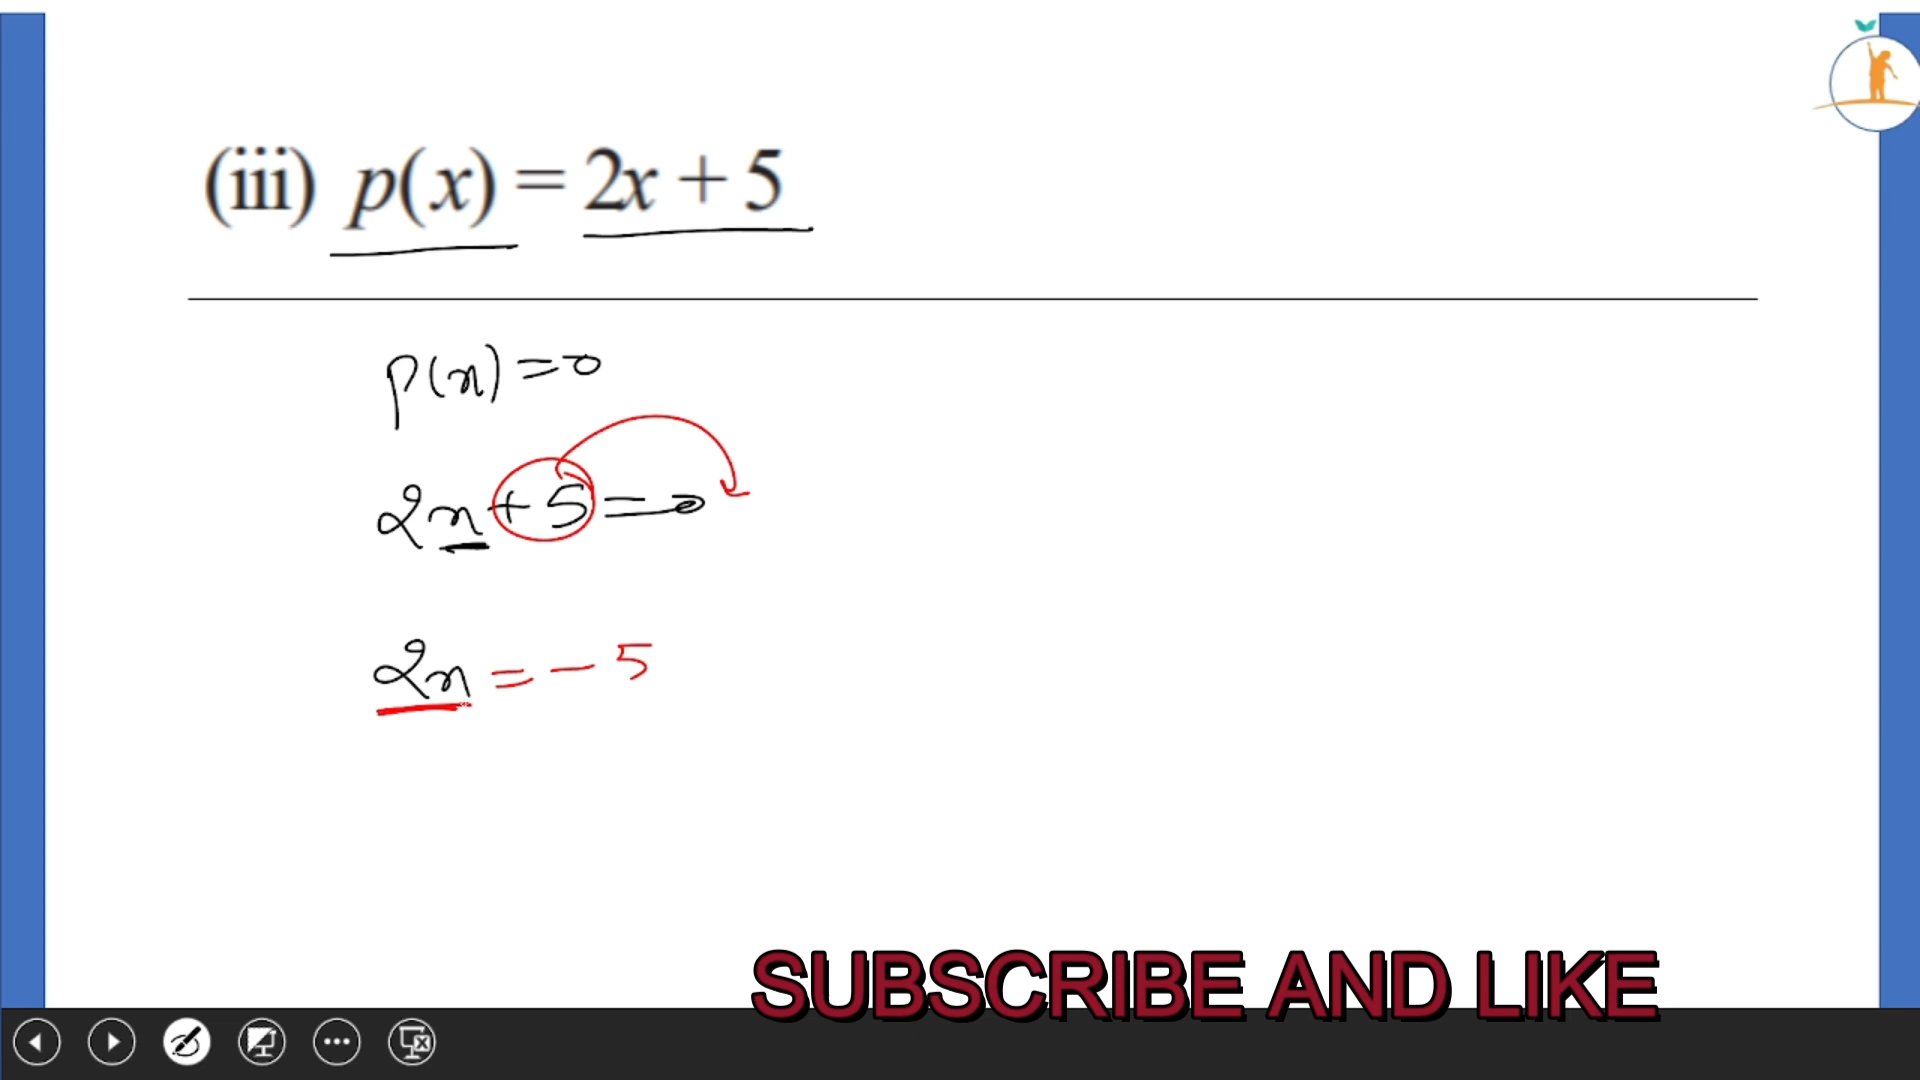 (iii) p(x) = 2x + 5
p(x) = 0
2x + 5 = 0
2x = - 5
SUBSCRIBE AND LIKE